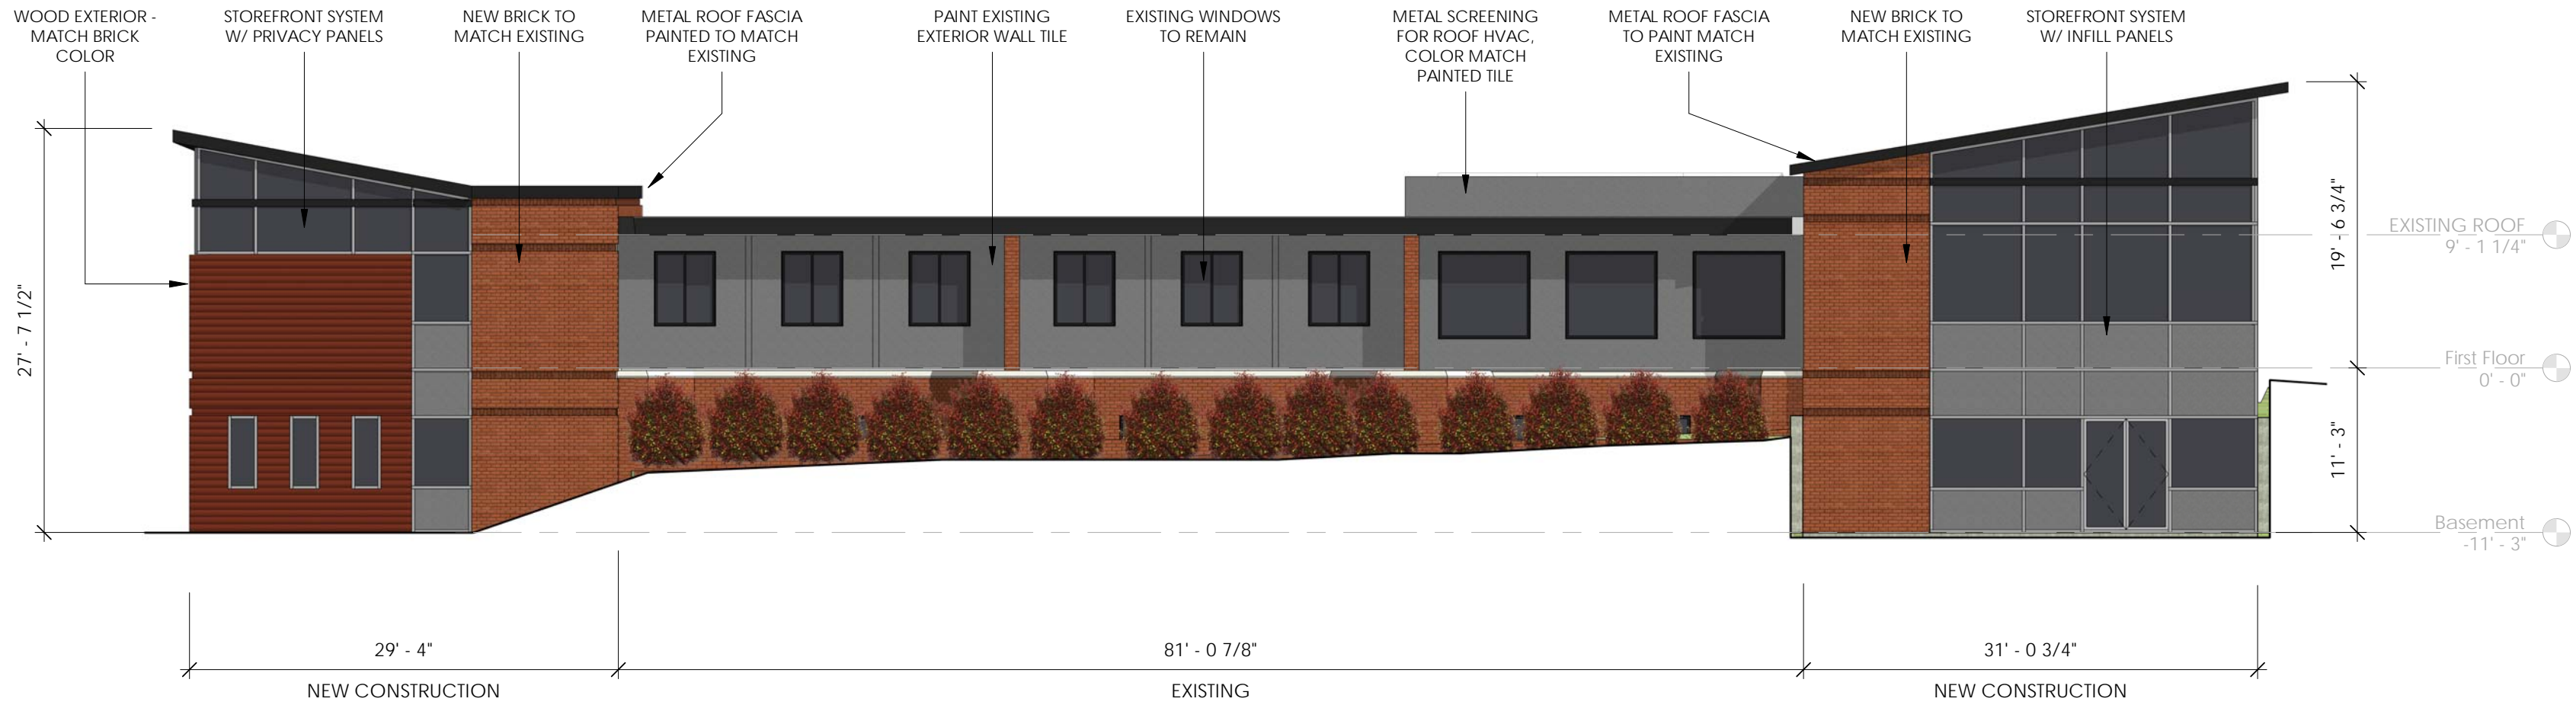 WOOD EXTERIOR -
MATCH BRICK
COLOR
STOREFRONT SYSTEM
W/ PRIVACY PANELS
NEW BRICK TO
MATCH EXISTING
METAL ROOF FASCIA
PAINTED TO MATCH
EXISTING
PAINT EXISTING
EXTERIOR WALL TILE
EXISTING WINDOWS
TO REMAIN
METAL SCREENING
FOR ROOF HVAC,
COLOR MATCH
PAINTED TILE
METAL ROOF FASCIA
TO PAINT MATCH
EXISTING
NEW BRICK TO
MATCH EXISTING
STOREFRONT SYSTEM
W/ INFILL PANELS
27' - 7 1/2"
19' - 6 3/4"
11' - 3"
EXISTING ROOF
9' - 1 1/4"
First Floor
0' - 0"
Basement
-11' - 3"
29' - 4"
NEW CONSTRUCTION
81' - 0 7/8"
EXISTING
31' - 0 3/4"
NEW CONSTRUCTION